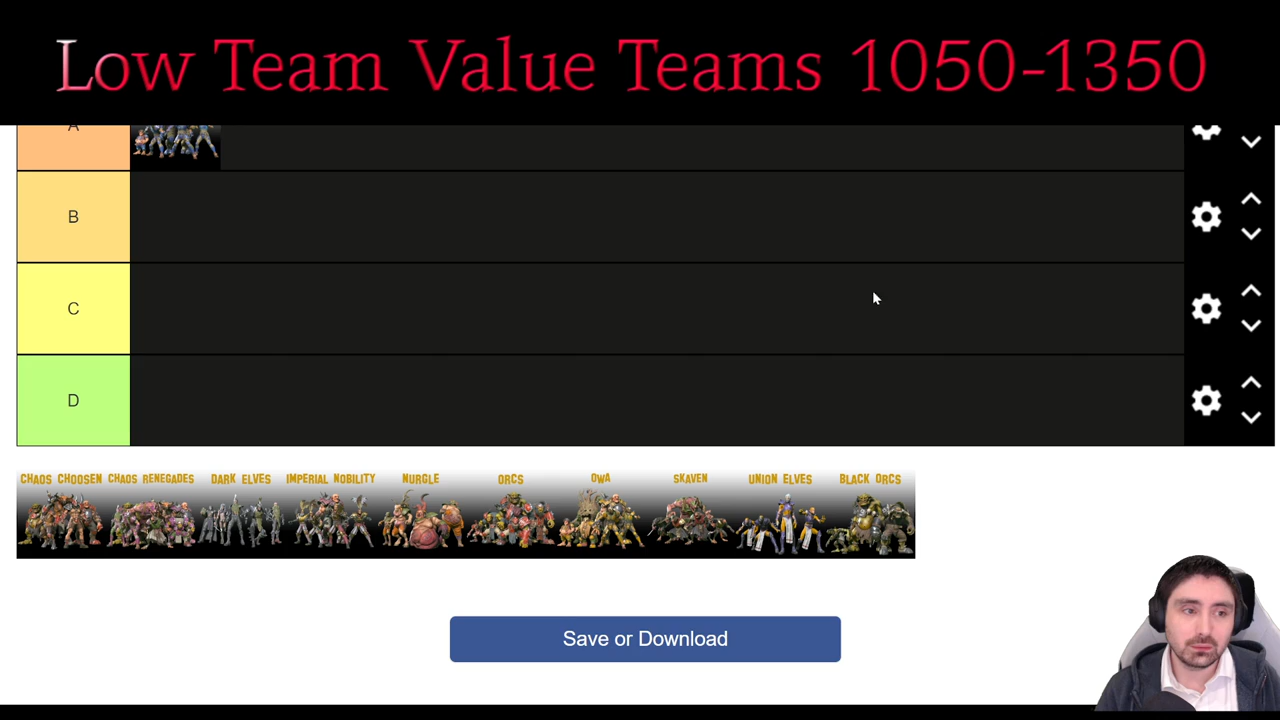 Low Team Value Teams 1050-1350
A
B
C
D
CHAOS CHOOSEN CHAOS RENEGADES DARK ELVES IMPERIAL NOBILITY NURGLE ORCS OWA SKAVEN UNION ELVES BLACK ORCS
Save or Download